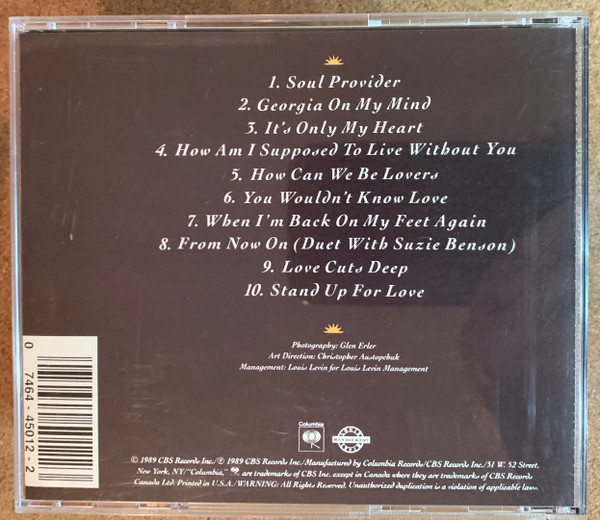 1. Soul Provider
2. Georgia On My Mind
3. It's Only My Heart
4. How Am I Supposed To Live Without You
5. How Can We Be Lovers
6. You Wouldn't Know Love
7. When I'm Back On My Feet Again
8. From Now On (Duet With Suzie Benson)
9. Love Cuts Deep
10. Stand Up For Love
Photography: Glen Erler
Art Direction: Christopher Austopchuk
Management: Louis Levin for Louis Levin Management
0 7464-45012-2
Columbia
MANAGEMENT
© 1989 CBS Records Inc./℗ 1989 CBS Records Inc./Manufactured by Columbia Records/CBS Records Inc./51 W. 52 Street,
New York, NY/"Columbia," are trademarks of CBS Inc. except in Canada where they are trademarks of CBS Records
Canada Ltd. Printed in U.S.A./WARNING: All Rights Reserved. Unauthorized duplication is a violation of applicable laws.